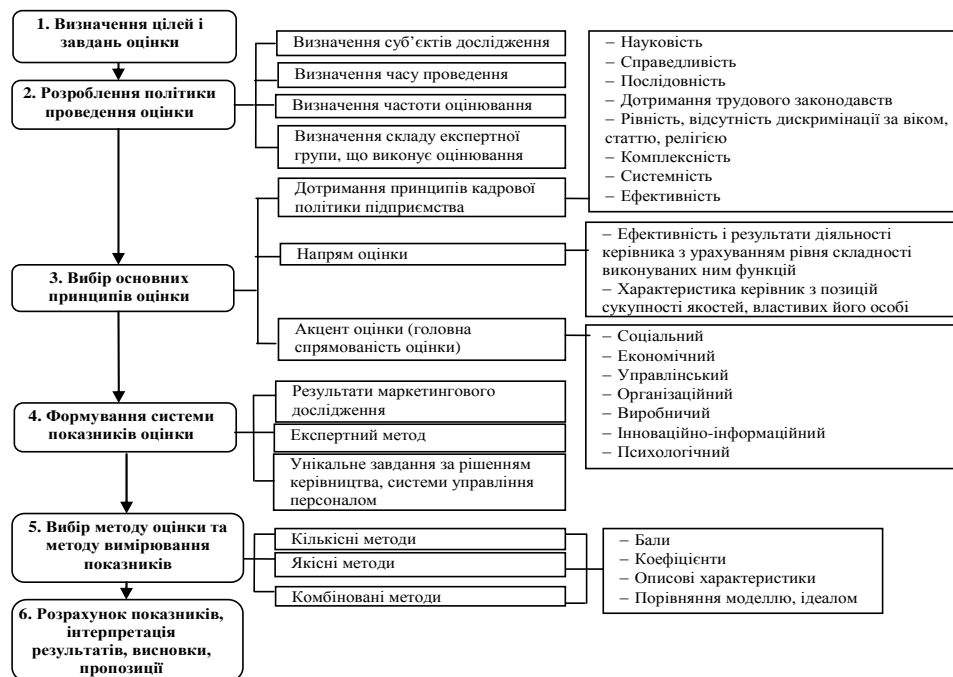 1. Визначення цілей і
завдань оцінки
2. Розроблення політики
проведення оцінки
Визначення суб’єктів дослідження
Визначення часу проведення
Визначення частоти оцінювання
Визначення складу експертної
групи, що виконує оцінювання
– Науковість
– Справедливість
– Послідовність
– Дотримання трудового законодавств
– Рівність, відсутність дискримінації за віком,
статтю, релігією
– Комплексність
– Системність
– Ефективність
3. Вибір основних
принципів оцінки
Дотримання принципів кадрової
політики підприємства
Напрям оцінки
– Ефективність і результати діяльності
керівника з урахуванням рівня складності
виконуваних ним функцій
– Характеристика керівник з позицій
сукупності якостей, властивих його особі
Акцент оцінки (головна
спрямованість оцінки)
– Соціальний
– Економічний
– Управлінський
– Організаційний
– Виробничий
– Інноваційно-інформаційний
– Психологічний
4. Формування системи
показників оцінки
Результати маркетингового
дослідження
Експертний метод
Унікальне завдання за рішенням
керівництва, системи управління
персоналом
5. Вибір методу оцінки та
методу вимірювання
показників
Кількісні методи
Якісні методи
Комбіновані методи
– Бали
– Коефіцієнти
– Описові характеристики
– Порівняння моделлю, ідеалом
6. Розрахунок показників,
інтерпретація
результатів, висновки,
пропозиції